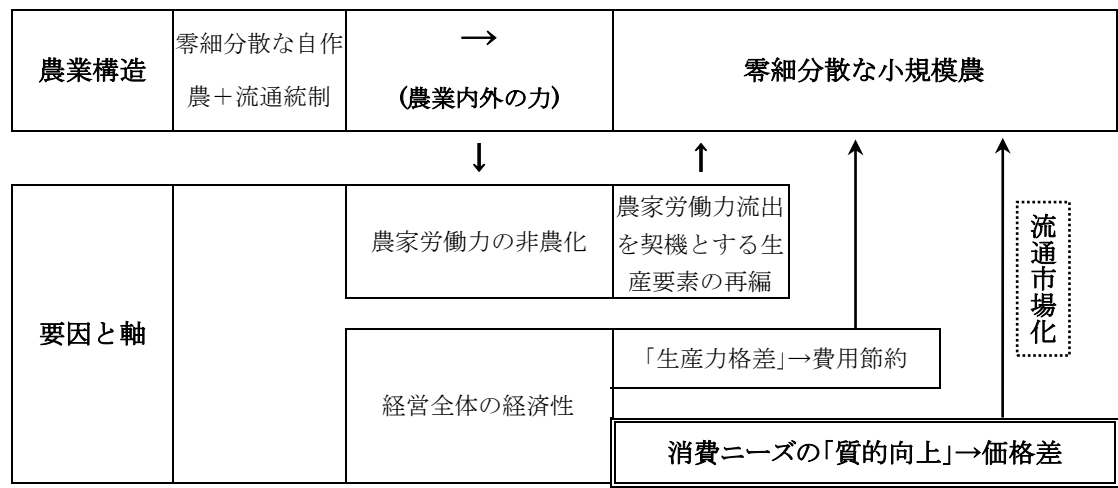 農業構造
零細分散な自作
農＋流通統制
→
(農業内外の力)
零細分散な小規模農
↓
↑
要因と軸
農家労働力の非農化
農家労働力流出
を契機とする生
産要素の再編
流通市場化
経営全体の経済性
「生産力格差」→費用節約
消費ニーズの「質的向上」→価格差